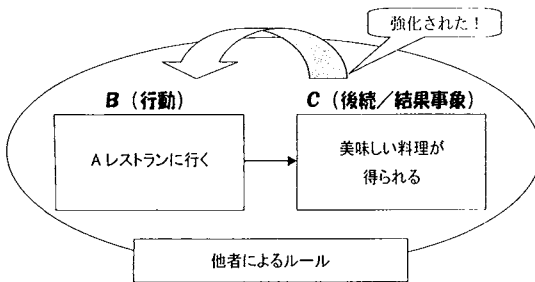 強化された！
B（行動）
C（後続／結果事象）
Aレストランに行く
美味しい料理が
得られる
他者によるルール